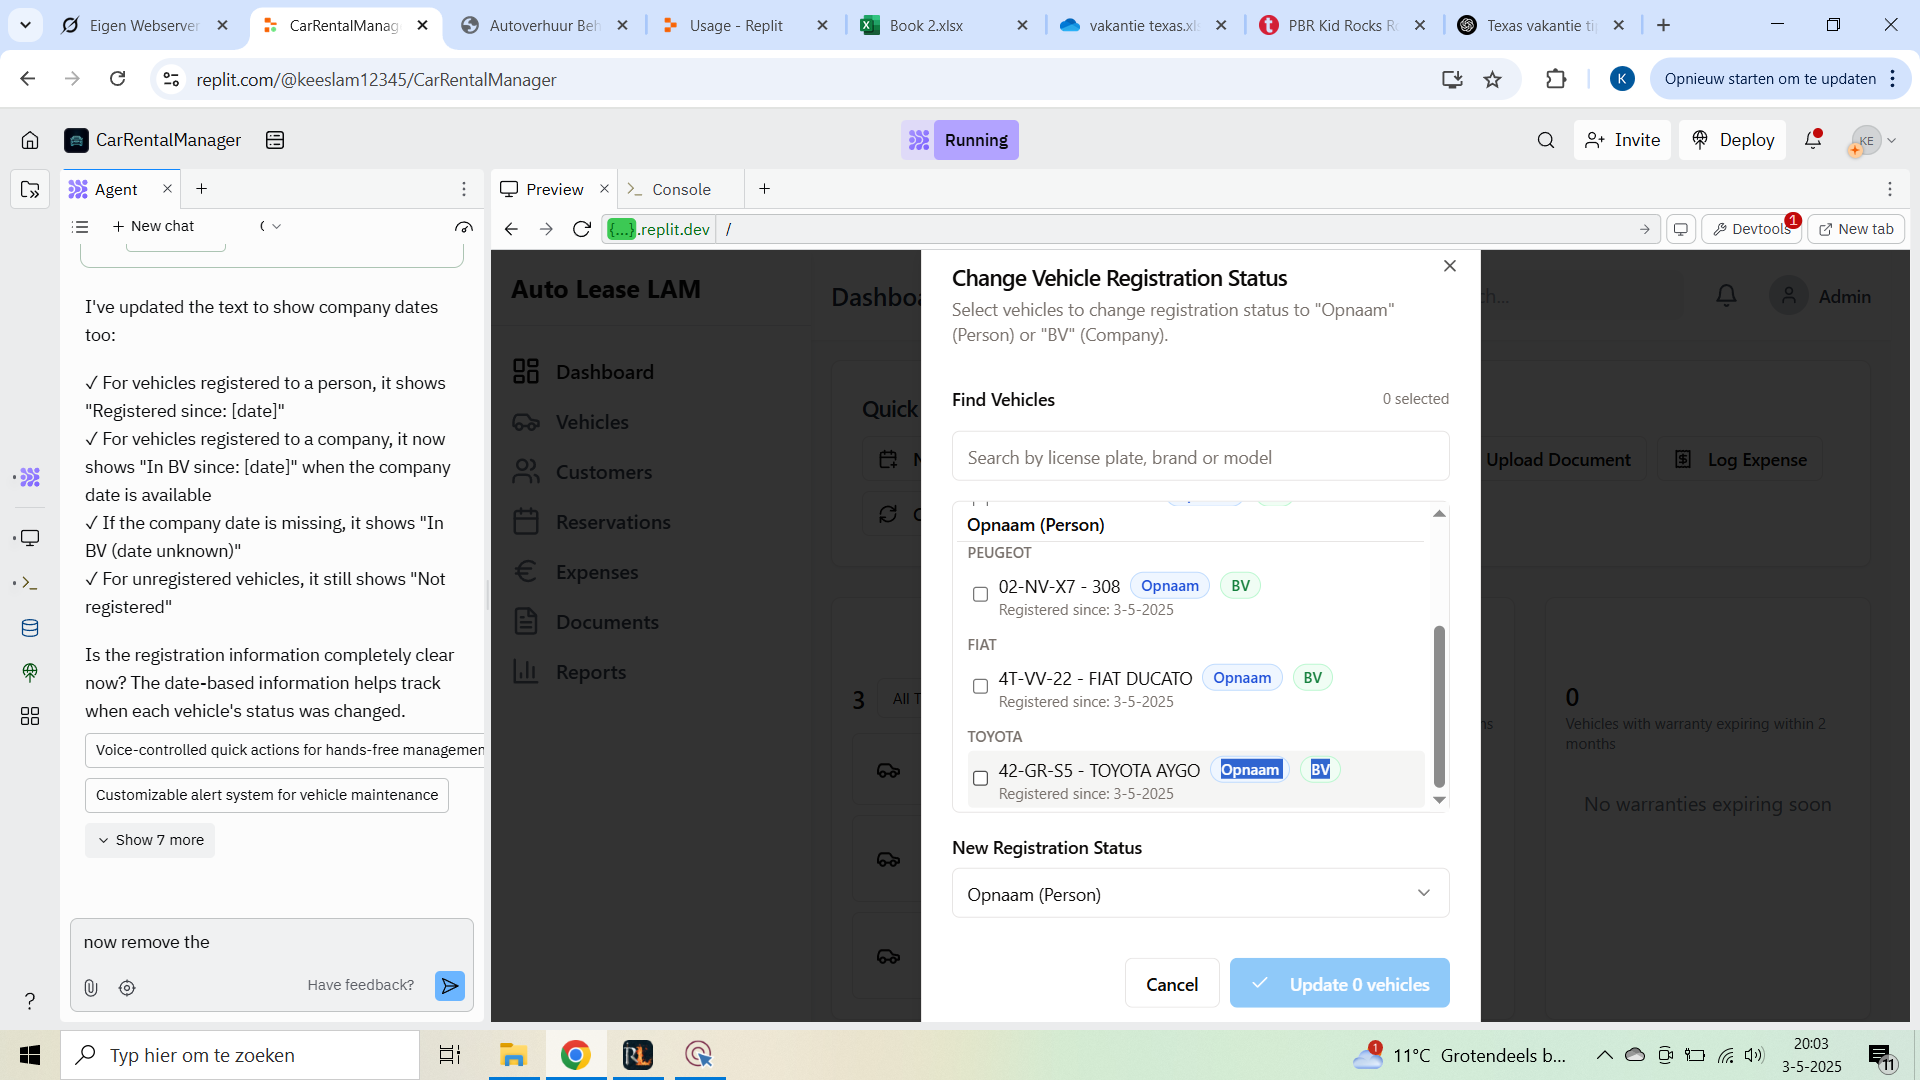 Eigen Webserver
CarRentalManag
Autoverhuur Beh
Usage - Replit
Book 2.xlsx
vakantie texas.xls
PBR Kid Rocks Ro
Texas vakantie ti
replit.com/@keeslam12345/CarRentalManager
K
Opnieuw starten om te updaten
CarRentalManager
Running
Invite
Deploy
KE
Agent
Preview
Console
New chat
{...}.replit.dev
/
Devtools
1
New tab
I've updated the text to show company dates
too:
✓ For vehicles registered to a person, it shows
"Registered since: [date]"
✓ For vehicles registered to a company, it now
shows "In BV since: [date]" when the company
date is available
✓ If the company date is missing, it shows "In
BV (date unknown)"
✓ For unregistered vehicles, it still shows "Not
registered"
Is the registration information completely clear
now? The date-based information helps track
when each vehicle's status was changed.
Voice-controlled quick actions for hands-free managemen
Customizable alert system for vehicle maintenance
Show 7 more
now remove the
Have feedback?
?
Auto Lease LAM
Dashboard
Vehicles
Customers
Reservations
Expenses
Documents
Reports
Dashbo
Admin
Quick
Upload Document
Log Expense
3
All T
0
Vehicles with warranty expiring within 2
months
No warranties expiring soon
Change Vehicle Registration Status
Select vehicles to change registration status to "Opnaam"
(Person) or "BV" (Company).
Find Vehicles
0 selected
Search by license plate, brand or model
Opnaam (Person)
PEUGEOT
02-NV-X7 - 308 Opnaam BV
Registered since: 3-5-2025
FIAT
4T-VV-22 - FIAT DUCATO Opnaam BV
Registered since: 3-5-2025
TOYOTA
42-GR-S5 - TOYOTA AYGO Opnaam BV
Registered since: 3-5-2025
New Registration Status
Opnaam (Person)
Cancel
Update 0 vehicles
Typ hier om te zoeken
1
11°C Grotendeels b...
20:03
3-5-2025
11